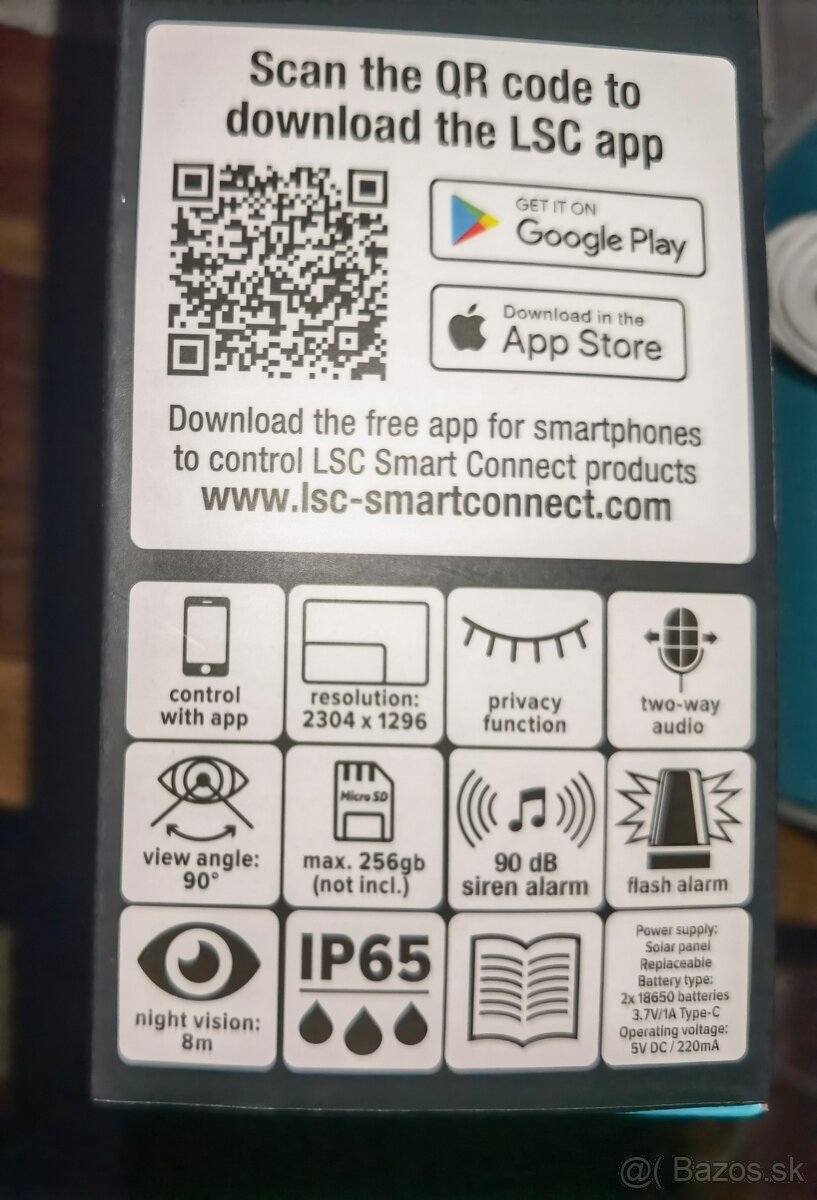 Scan the QR code to
download the LSC app
GET IT ON
Google Play
Download in the
App Store
Download the free app for smartphones
to control LSC Smart Connect products
www.lsc-smartconnect.com
control
with app
resolution:
2304 x 1296
privacy
function
two-way
audio
view angle:
90°
Micro SD
max. 256gb
(not incl.)
90 dB
siren alarm
flash alarm
night vision:
8m
IP65
Power supply:
Solar panel
Replaceable
Battery type:
2x 18650 batteries
3.7V/1A Type-C
Operating voltage:
5V DC / 220mA
@( Bazos.sk